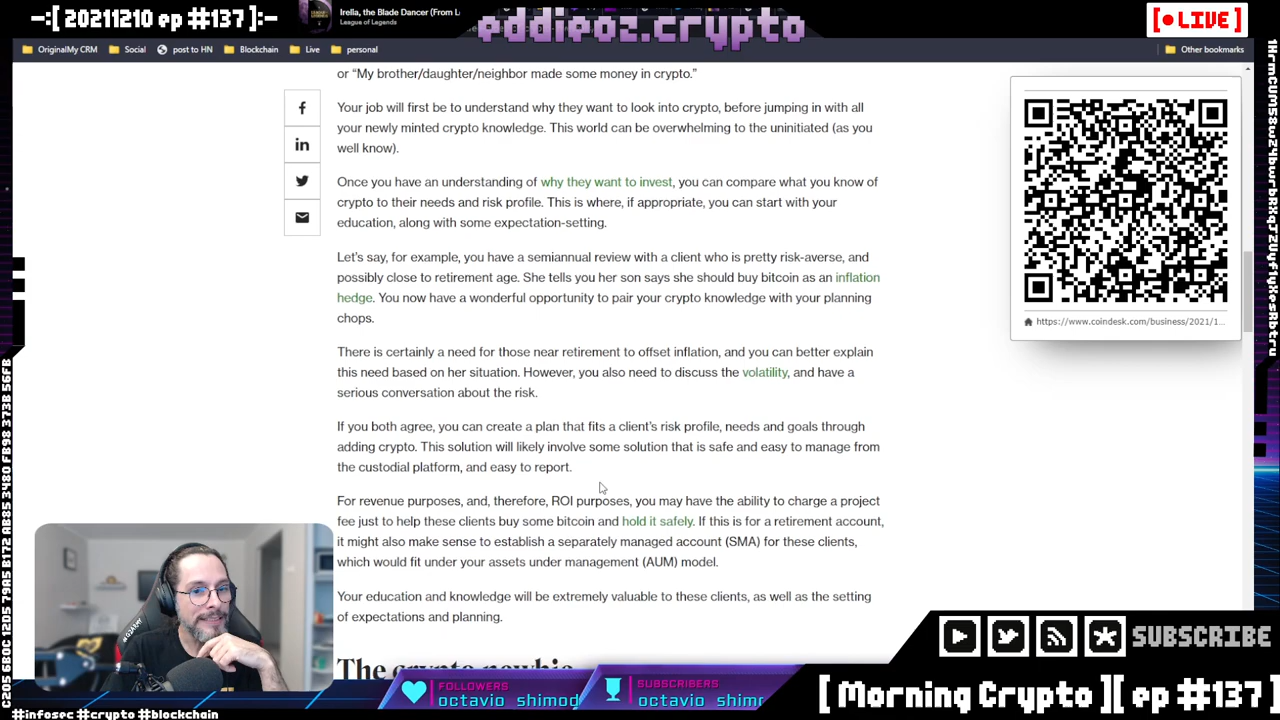 -:[ 20211210 ep #137 ]:-
Irelia, the Blade Dancer (From L
League of Legends
eddieoz.crypto
[●LIVE]
OriginalMy CRM
Social
post to HN
Blockchain
Live
personal
Other bookmarks
or “My brother/daughter/neighbor made some money in crypto.”
Your job will first be to understand why they want to look into crypto, before jumping in with all
your newly minted crypto knowledge. This world can be overwhelming to the uninitiated (as you
well know).
Once you have an understanding of why they want to invest, you can compare what you know of
crypto to their needs and risk profile. This is where, if appropriate, you can start with your
education, along with some expectation-setting.
Let’s say, for example, you have a semiannual review with a client who is pretty risk-averse, and
possibly close to retirement age. She tells you her son says she should buy bitcoin as an inflation
hedge. You now have a wonderful opportunity to pair your crypto knowledge with your planning
chops.
There is certainly a need for those near retirement to offset inflation, and you can better explain
this need based on her situation. However, you also need to discuss the volatility, and have a
serious conversation about the risk.
If you both agree, you can create a plan that fits a client’s risk profile, needs and goals through
adding crypto. This solution will likely involve some solution that is safe and easy to manage from
the custodial platform, and easy to report.
For revenue purposes, and, therefore, ROI purposes, you may have the ability to charge a project
fee just to help these clients buy some bitcoin and hold it safely. If this is for a retirement account,
it might also make sense to establish a separately managed account (SMA) for these clients,
which would fit under your assets under management (AUM) model.
Your education and knowledge will be extremely valuable to these clients, as well as the setting
of expectations and planning.
The crypto newbie
https://www.coindesk.com/business/2021/1...
SUBSCRIBE
FOLLOWERS
octavio shimod
SUBSCRIBERS
octavio shimo
[ Morning Crypto ][ ep #137 ]
#infosec #crypto #blockchain